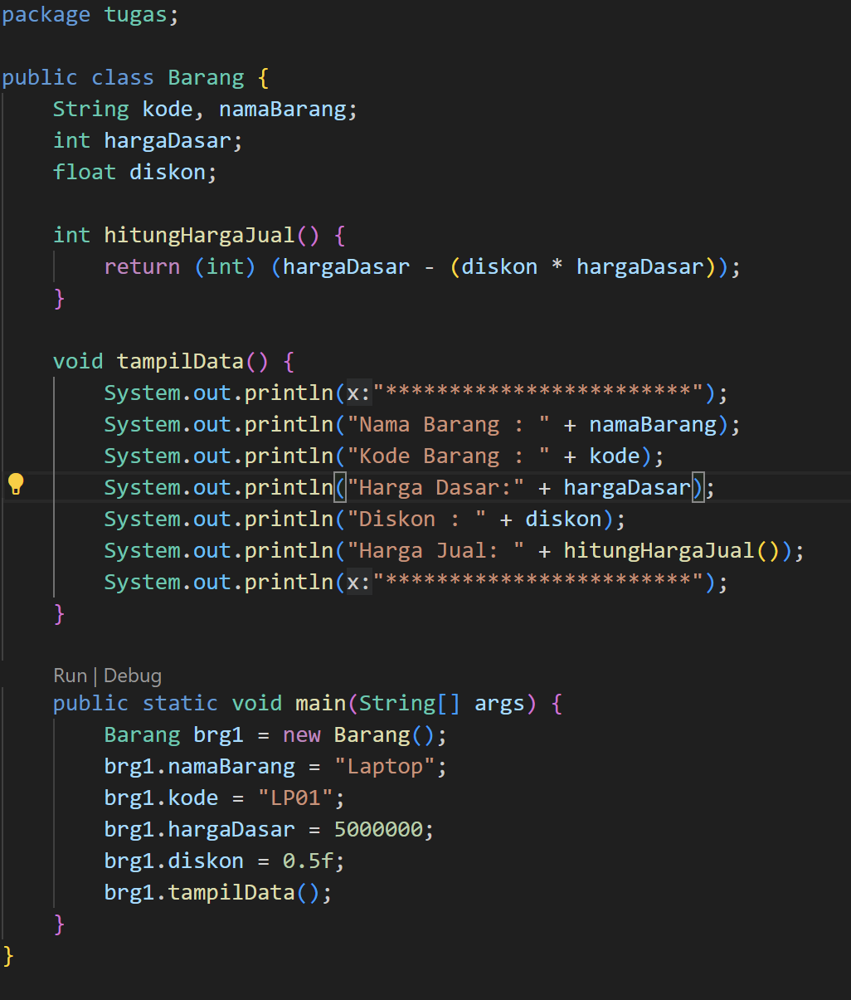 package tugas;
public class Barang {
String kode, namaBarang;
int hargaDasar;
float diskon;
int hitungHargaJual() {
return (int) (hargaDasar - (diskon * hargaDasar));
}
void tampilData() {
System.out.println(x:"************************");
System.out.println("Nama Barang : " + namaBarang);
System.out.println("Kode Barang : " + kode);
System.out.println("Harga Dasar:" + hargaDasar);
System.out.println("Diskon : " + diskon);
System.out.println("Harga Jual: " + hitungHargaJual());
System.out.println(x:"************************");
}
Run | Debug
public static void main(String[] args) {
Barang brg1 = new Barang();
brg1.namaBarang = "Laptop";
brg1.kode = "LP01";
brg1.hargaDasar = 5000000;
brg1.diskon = 0.5f;
brg1.tampilData();
}
}